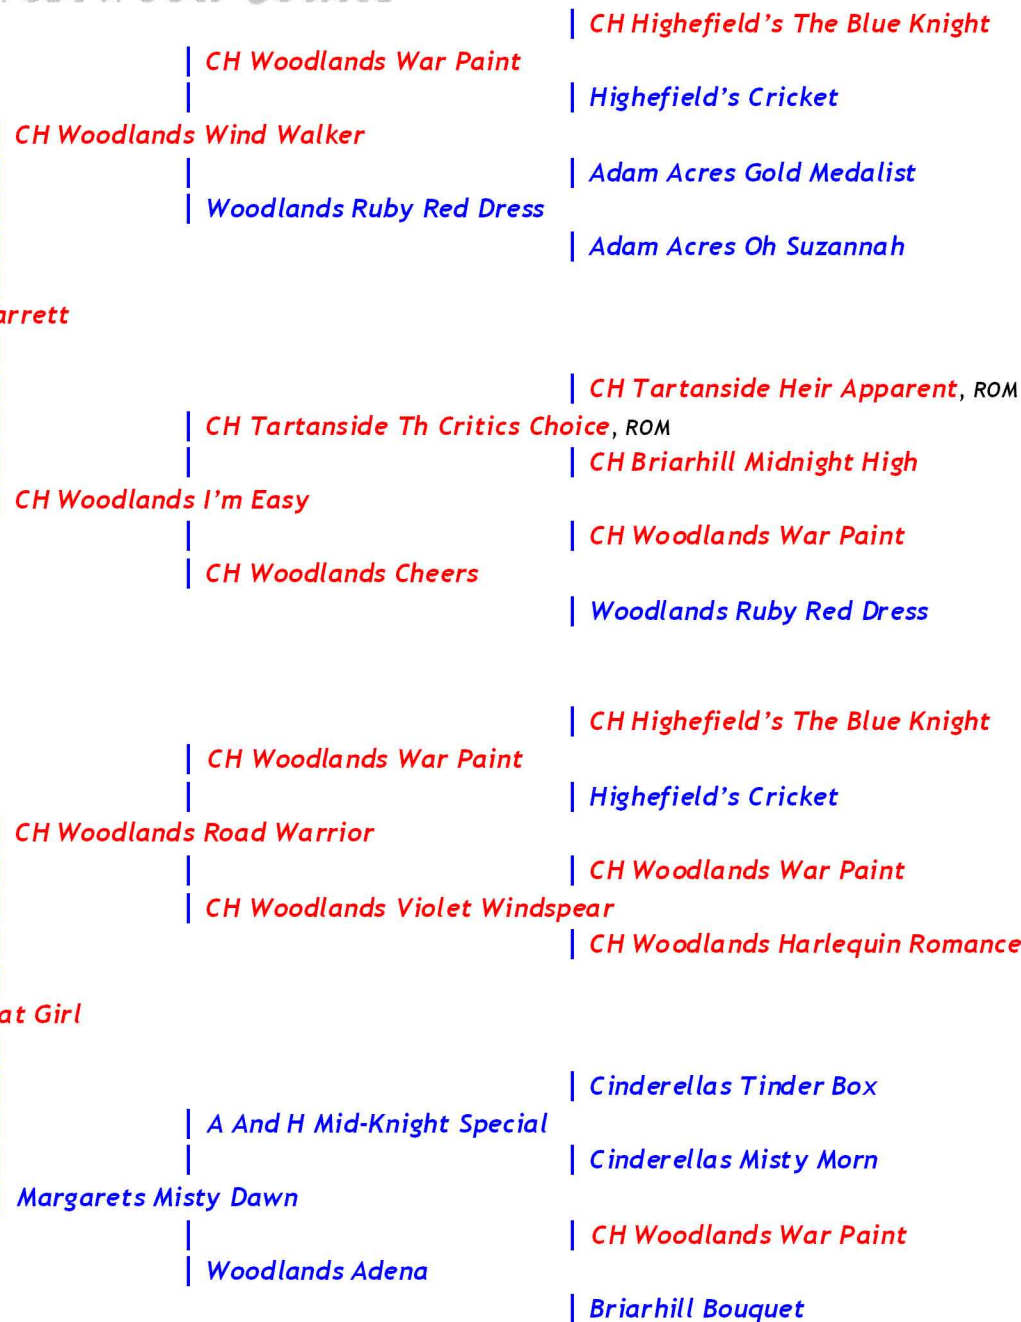 CH Highefield’s The Blue Knight
CH Woodlands War Paint
Highefield’s Cricket
CH Woodlands Wind Walker
Adam Acres Gold Medalist
Woodlands Ruby Red Dress
Adam Acres Oh Suzannah
arrett
CH Tartanside Heir Apparent, ROM
CH Tartanside Th Critics Choice, ROM
CH Briarhill Midnight High
CH Woodlands I’m Easy
CH Woodlands War Paint
CH Woodlands Cheers
Woodlands Ruby Red Dress
CH Highefield’s The Blue Knight
CH Woodlands War Paint
Highefield’s Cricket
CH Woodlands Road Warrior
CH Woodlands War Paint
CH Woodlands Violet Windspear
CH Woodlands Harlequin Romance
at Girl
Cinderellas Tinder Box
A And H Mid-Knight Special
Cinderellas Misty Morn
Margarets Misty Dawn
CH Woodlands War Paint
Woodlands Adena
Briarhill Bouquet